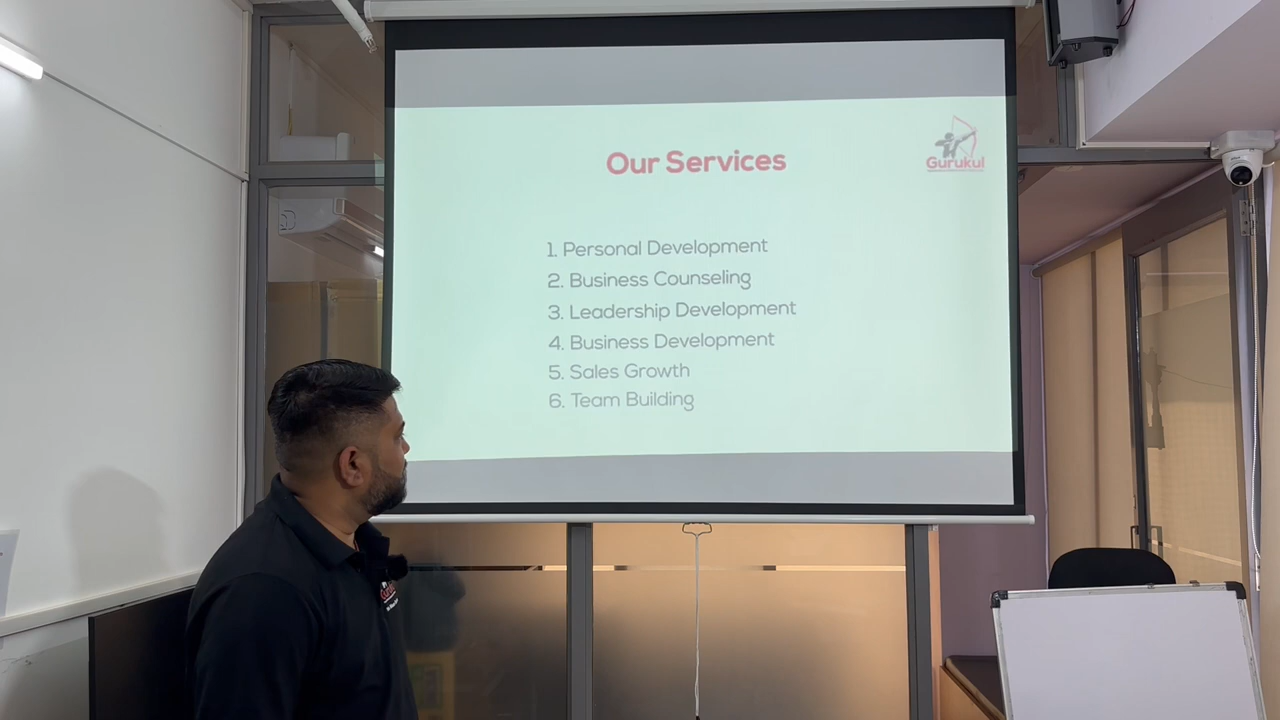 Our Services
Gurukul
1. Personal Development
2. Business Counseling
3. Leadership Development
4. Business Development
5. Sales Growth
6. Team Building